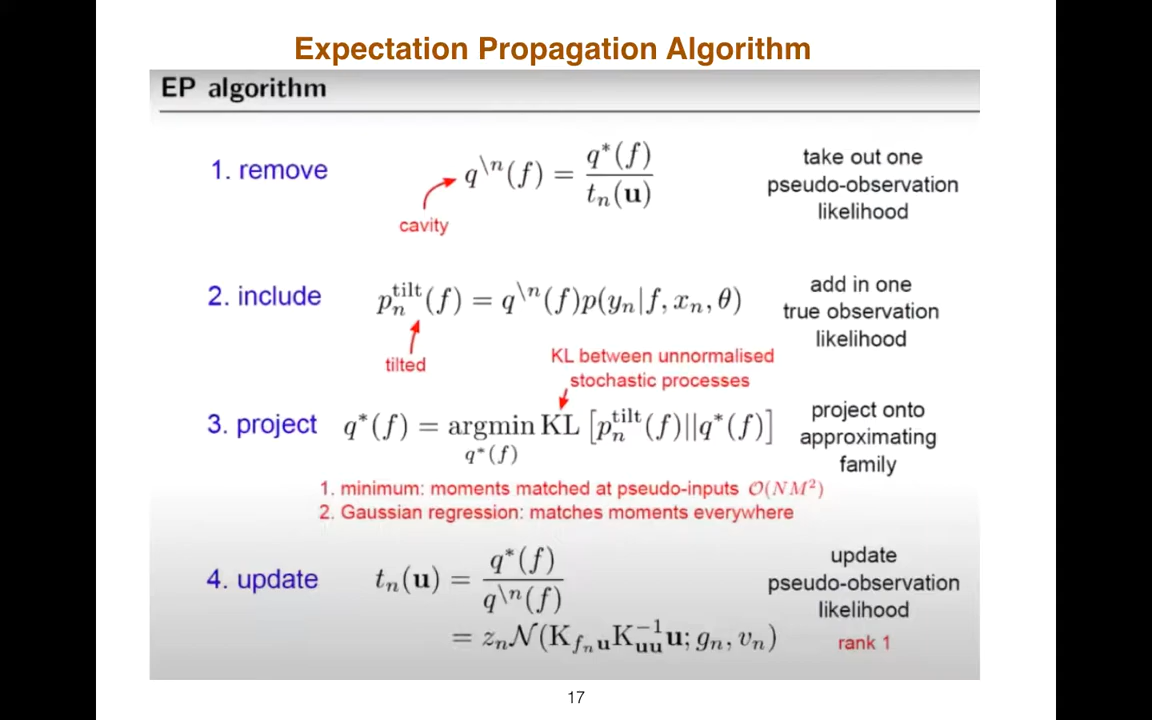 Expectation Propagation Algorithm
EP algorithm
1. remove
q^{\n}(f) = q*(f) / t_n(u)
cavity
take out one
pseudo-observation
likelihood
2. include
p_n^{tilt}(f) = q^{\n}(f)p(y_n|f, x_n, θ)
tilted
add in one
true observation
likelihood
KL between unnormalised
stochastic processes
3. project
q*(f) = argmin KL [p_n^{tilt}(f)||q*(f)]
q*(f)
project onto
approximating
family
1. minimum: moments matched at pseudo-inputs O(NM²)
2. Gaussian regression: matches moments everywhere
4. update
t_n(u) = q*(f) / q^{\n}(f)
= z_n N(K_{f_n u} K_{uu}^{-1} u; g_n, v_n)
update
pseudo-observation
likelihood
rank 1
17